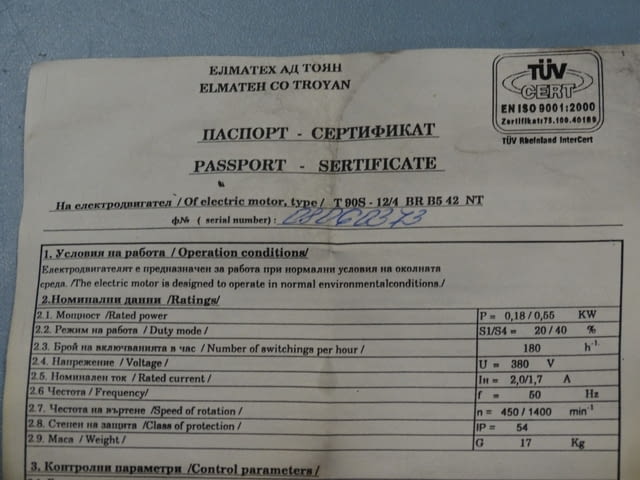 ЕЛМАТЕХ АД ТОЯН
ELMATEH CO TROYAN
TÜV
CERT
EN ISO 9001:2000
Zertifikat:75.100.40189
TÜV Rheinland InterCert
ПАСПОРТ - СЕРТИФИКАТ
PASSPORT - SERTIFICATE
На електродвигател / Of electric motor, type / T 90S - 12/4 BR B5 42 NT
фN° ( serial number) : 08060373
1. Условия на работа / Operation conditions/
Електродвигателят е предназначен за работа при нормални условия на околната
среда. /The electric motor is designed to operate in normal environmentalconditions./
2.Номинални данни /Ratings/
2.1. Мощност /Rated power P = 0,18 / 0,55 KW
2.2. Режим на работа / Duty mode / S1/S4 = 20 / 40 %
2.3. Брой на включванията в час / Number of switchings per hour / 180 h-1.
2.4. Напрежение / Voltage / U = 380 V
2.5. Номинален ток / Rated current / Iн = 2,0/1,7 A
2.6 Честота / Frequency/ f = 50 Hz
2.7. Честота на въртене /Speed of rotation / n = 450 / 1400 min-1
2.8. Степен на защита /Class of protection / IP = 54
2.9. Маса / Weight / G 17 Kg
3. Контролни параметри /Control parameters /